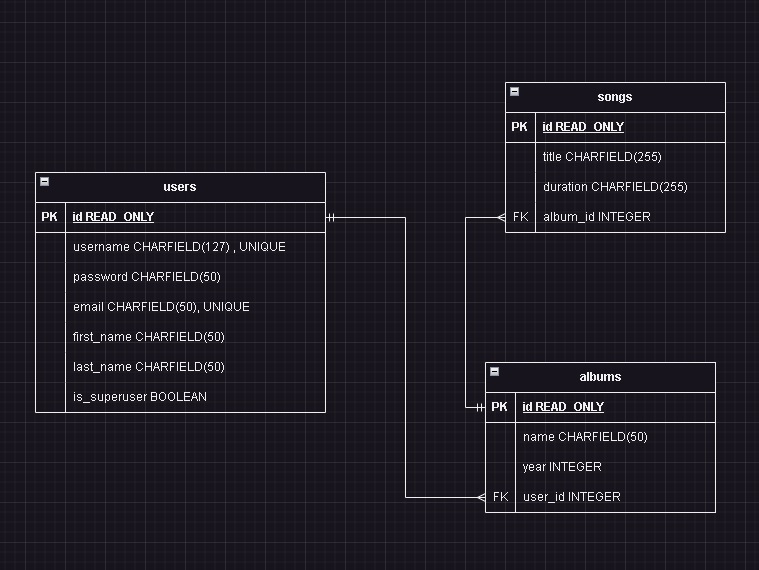 users
PK id READ_ONLY
username CHARFIELD(127) , UNIQUE
password CHARFIELD(50)
email CHARFIELD(50), UNIQUE
first_name CHARFIELD(50)
last_name CHARFIELD(50)
is_superuser BOOLEAN
songs
PK id READ_ONLY
title CHARFIELD(255)
duration CHARFIELD(255)
FK album_id INTEGER
albums
PK id READ_ONLY
name CHARFIELD(50)
year INTEGER
FK user_id INTEGER